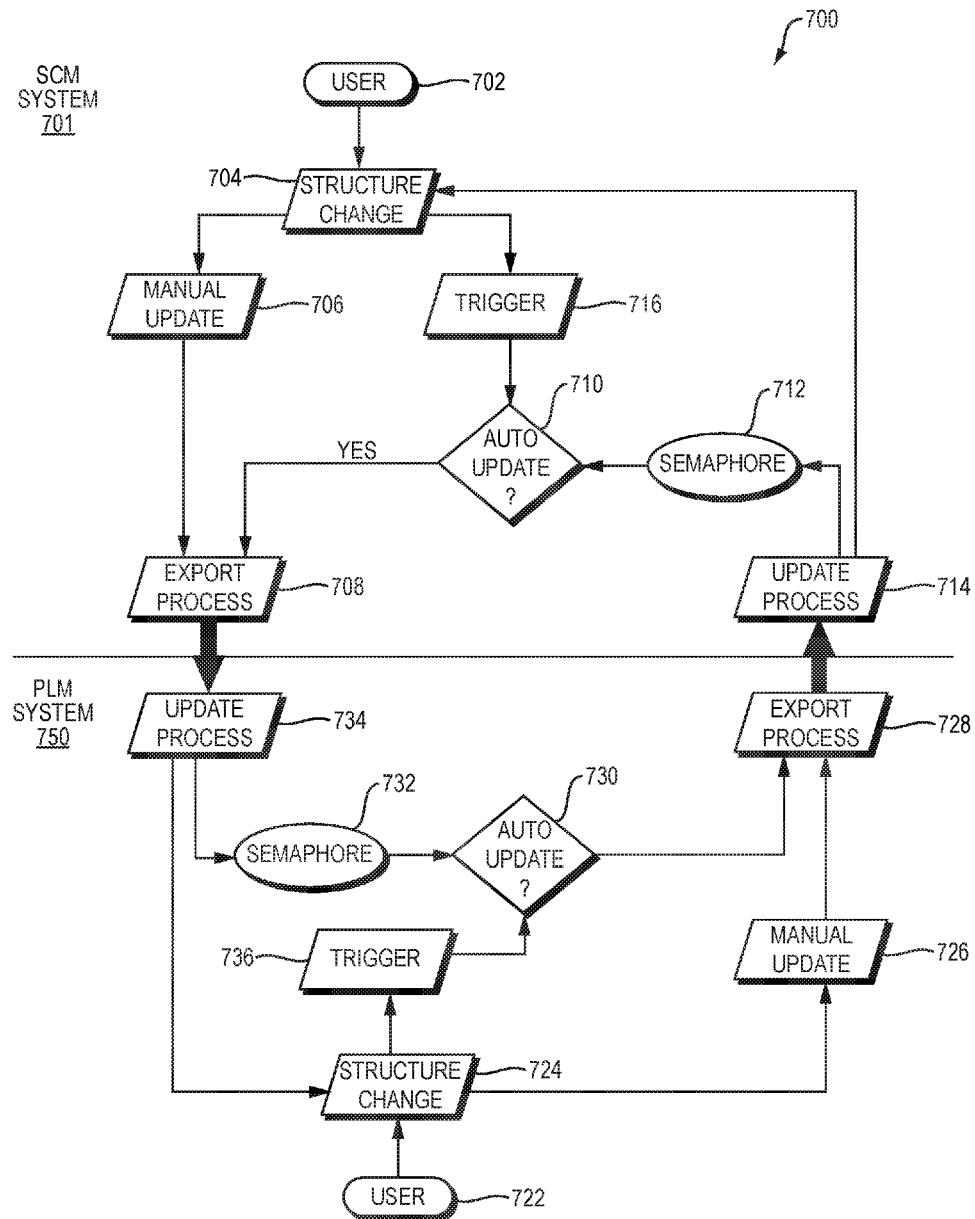 700
SCM
SYSTEM
701
USER
702
704
STRUCTURE
CHANGE
MANUAL
UPDATE
706
TRIGGER
716
710
AUTO
UPDATE
?
YES
712
SEMAPHORE
EXPORT
PROCESS
708
UPDATE
PROCESS
714
PLM
SYSTEM
750
UPDATE
PROCESS
734
EXPORT
PROCESS
728
732
SEMAPHORE
730
AUTO
UPDATE
?
736
TRIGGER
MANUAL
UPDATE
726
STRUCTURE
CHANGE
724
USER
722